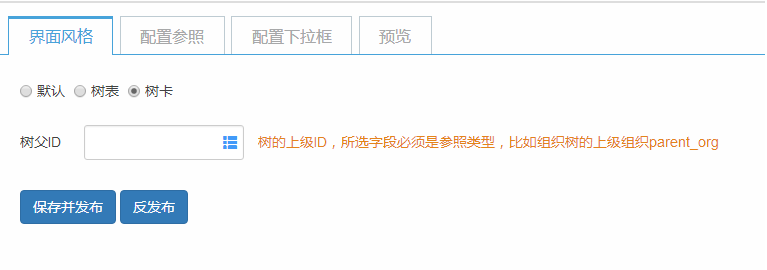 界面风格 配置参照 配置下拉框 预览
默认 树表 树卡
树父ID 树的上级ID，所选字段必须是参照类型，比如组织树的上级组织parent_org
保存并发布 反发布